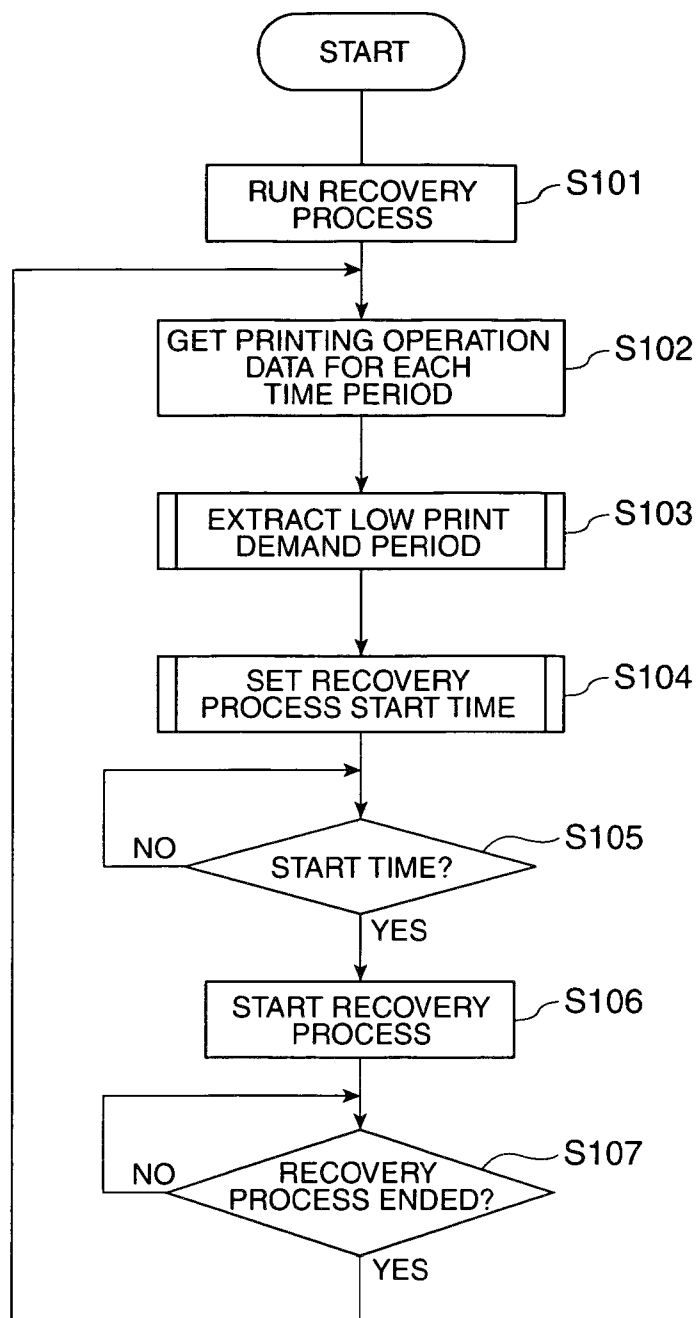 START
RUN RECOVERY
PROCESS
S101
GET PRINTING OPERATION
DATA FOR EACH
TIME PERIOD
S102
EXTRACT LOW PRINT
DEMAND PERIOD
S103
SET RECOVERY
PROCESS START TIME
S104
START TIME?
S105
NO
YES
START RECOVERY
PROCESS
S106
RECOVERY
PROCESS ENDED?
S107
NO
YES